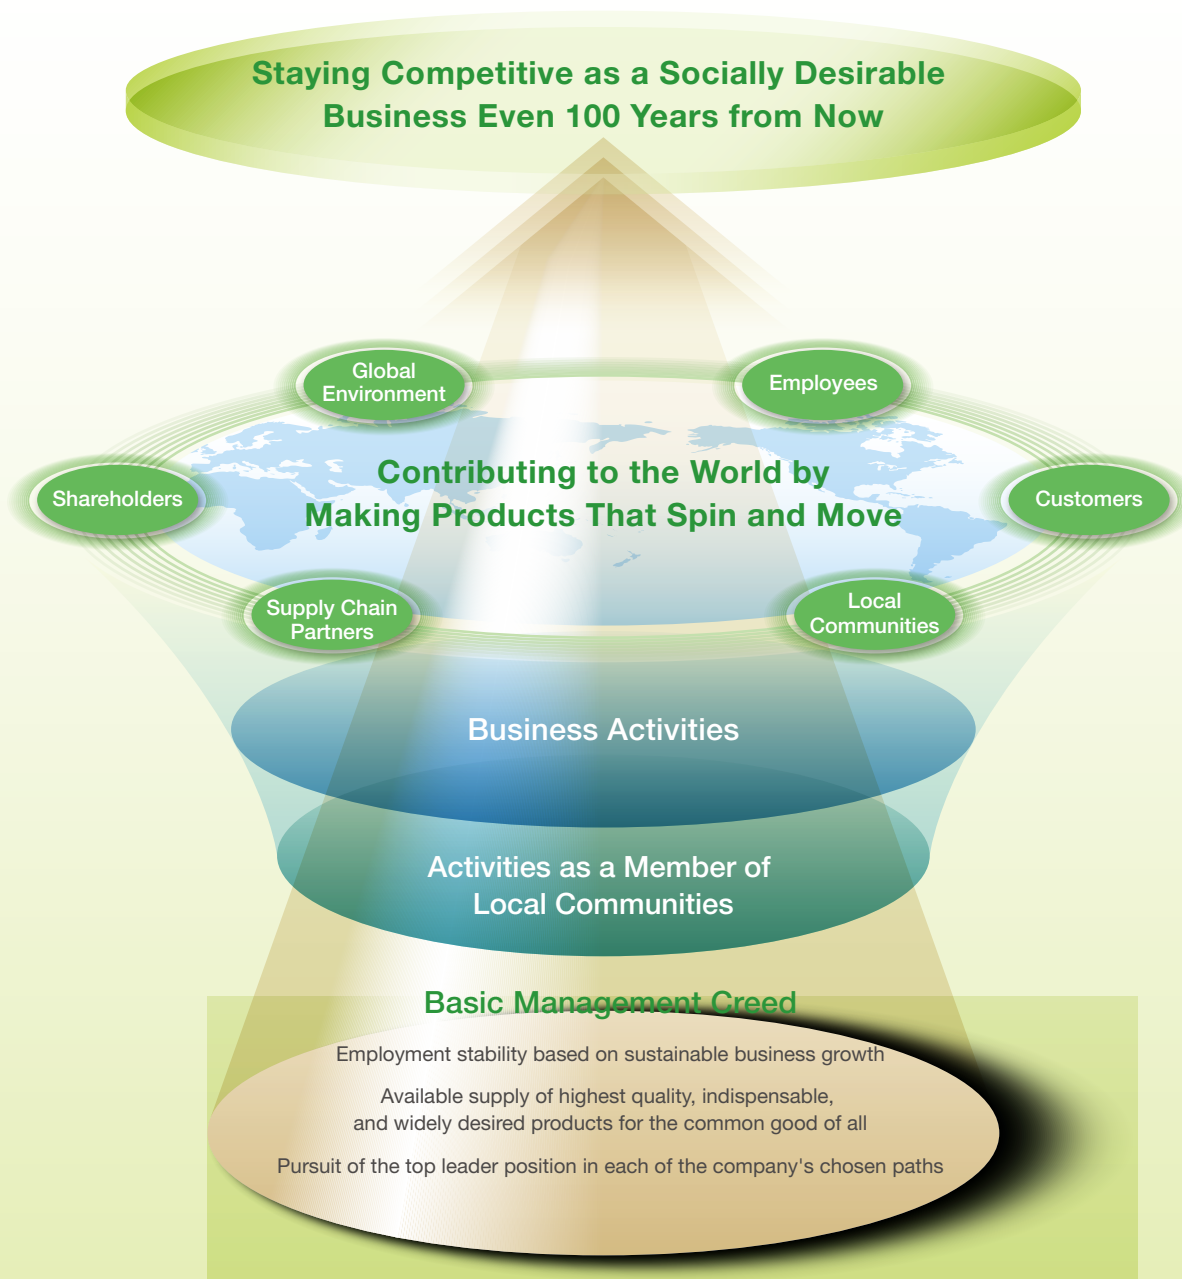 Staying Competitive as a Socially Desirable
Business Even 100 Years from Now
Global
Environment
Employees
Contributing to the World by
Making Products That Spin and Move
Shareholders
Customers
Supply Chain
Partners
Local
Communities
Business Activities
Activities as a Member of
Local Communities
Basic Management Creed
Employment stability based on sustainable business growth
Available supply of highest quality, indispensable,
and widely desired products for the common good of all
Pursuit of the top leader position in each of the company's chosen paths